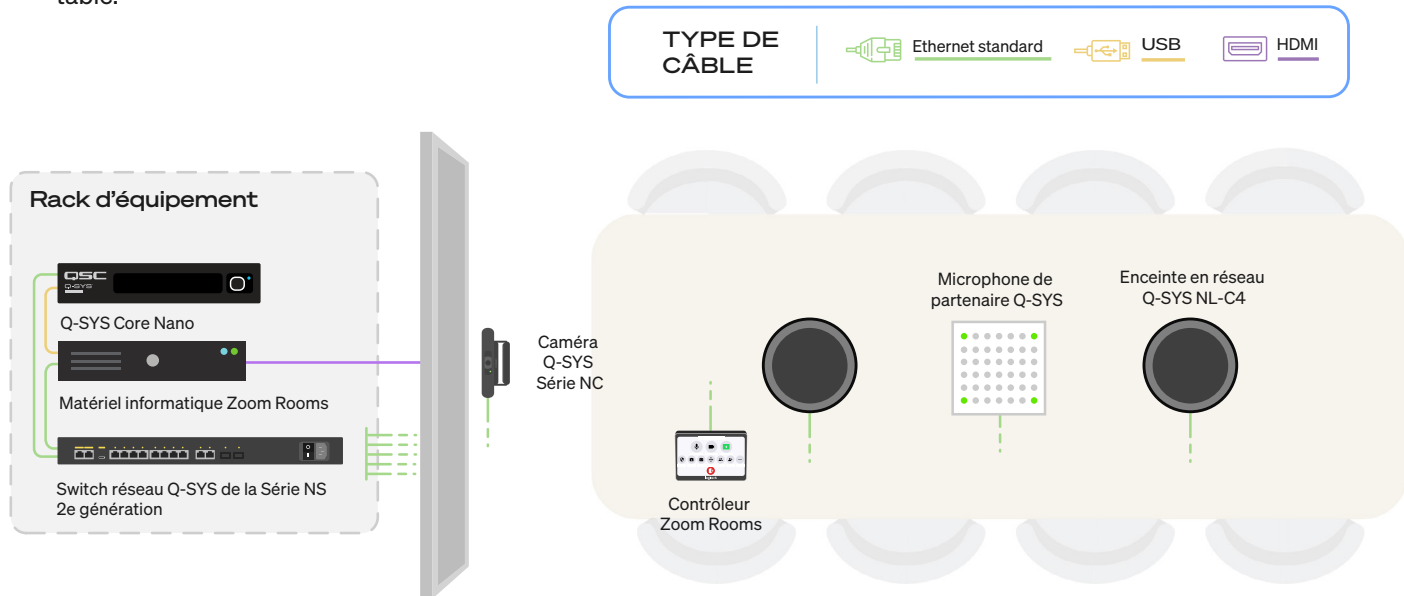 table.
TYPE DE
CÂBLE
Ethernet standard
USB
HDMI
Rack d’équipement
QSC
Q-SYS
Q-SYS Core Nano
Matériel informatique Zoom Rooms
Switch réseau Q-SYS de la Série NS
2e génération
Caméra
Q-SYS
Série NC
Microphone de
partenaire Q-SYS
Enceinte en réseau
Q-SYS NL-C4
logitech
Contrôleur
Zoom Rooms